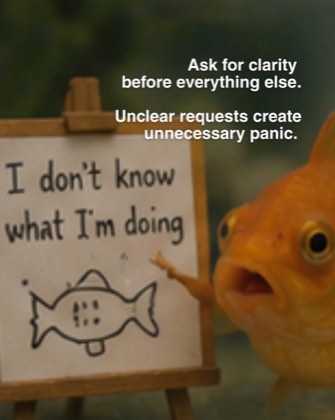 Ask for clarity
before everything else.
Unclear requests create
unnecessary panic.
I don't know
what I'm doing